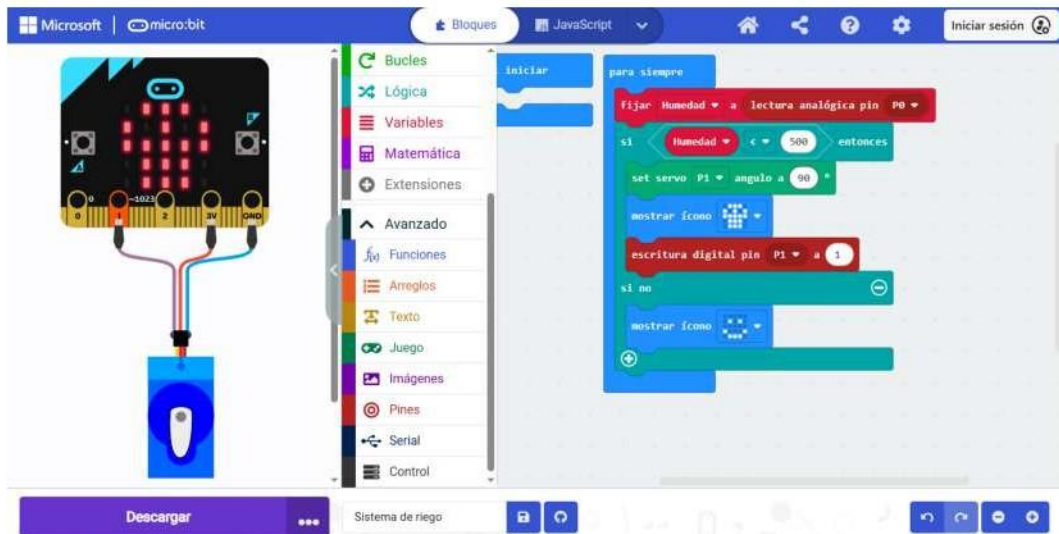 Microsoft micro:bit Bloques JavaScript Iniciar sesión
0 ~1023
0 1 2 3V GND
A
B
Bucles
Lógica
Variables
Matemática
Extensiones
Avanzado
Funciones
Arreglos
Texto
Juego
Imágenes
Pines
Serial
Control
iniciar
para siempre
fijar Humedad a lectura analógica pin P0
si Humedad < 500 entonces
set servo P1 angulo a 90 °
mostrar ícono
escritura digital pin P1 a 1
si no
mostrar ícono
Descargar ... Sistema de riego